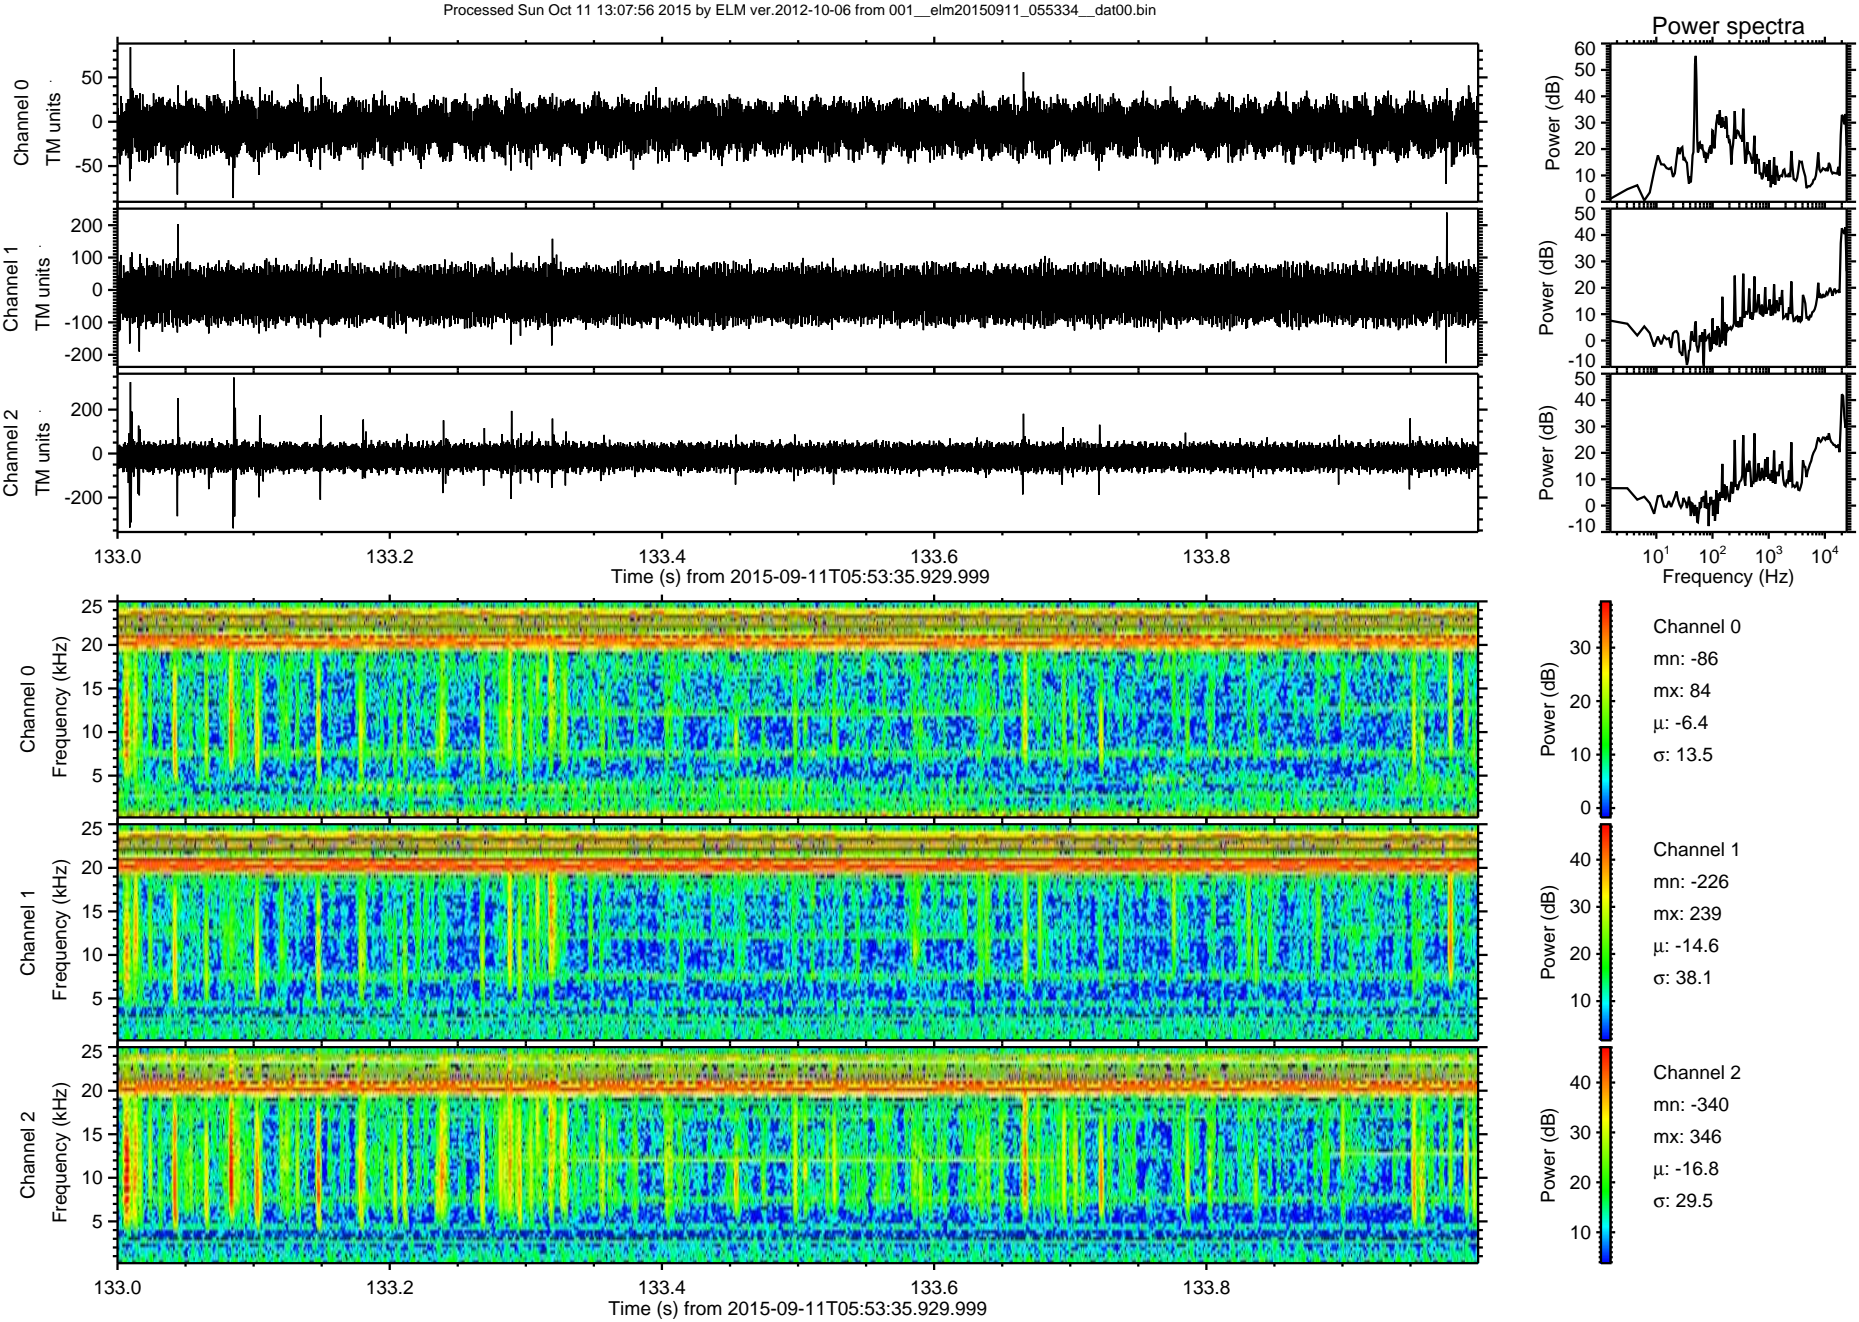 Processed Sun Oct 11 13:07:56 2015 by ELM ver.2012-10-06 from 001__elm20150911_055334__dat00.bin
Power spectra
Channel 0
TM units
50
0
-50
Power (dB)
60
50
40
30
20
10
0
Channel 1
TM units
200
100
0
-100
-200
Power (dB)
50
40
30
20
10
0
-10
Channel 2
TM units
200
0
-200
Power (dB)
50
40
30
20
10
0
-10
133.0 133.2 133.4 133.6 133.8
Time (s) from 2015-09-11T05:53:35.929.999
10^1 10^2 10^3 10^4
Frequency (Hz)
Channel 0
Frequency (kHz)
25
20
15
10
5
Power (dB)
30
20
10
0
Channel 0
mn: -86
mx: 84
μ: -6.4
σ: 13.5
Channel 1
Frequency (kHz)
25
20
15
10
5
Power (dB)
40
30
20
10
Channel 1
mn: -226
mx: 239
μ: -14.6
σ: 38.1
Channel 2
Frequency (kHz)
25
20
15
10
5
Power (dB)
40
30
20
10
Channel 2
mn: -340
mx: 346
μ: -16.8
σ: 29.5
133.0 133.2 133.4 133.6 133.8
Time (s) from 2015-09-11T05:53:35.929.999